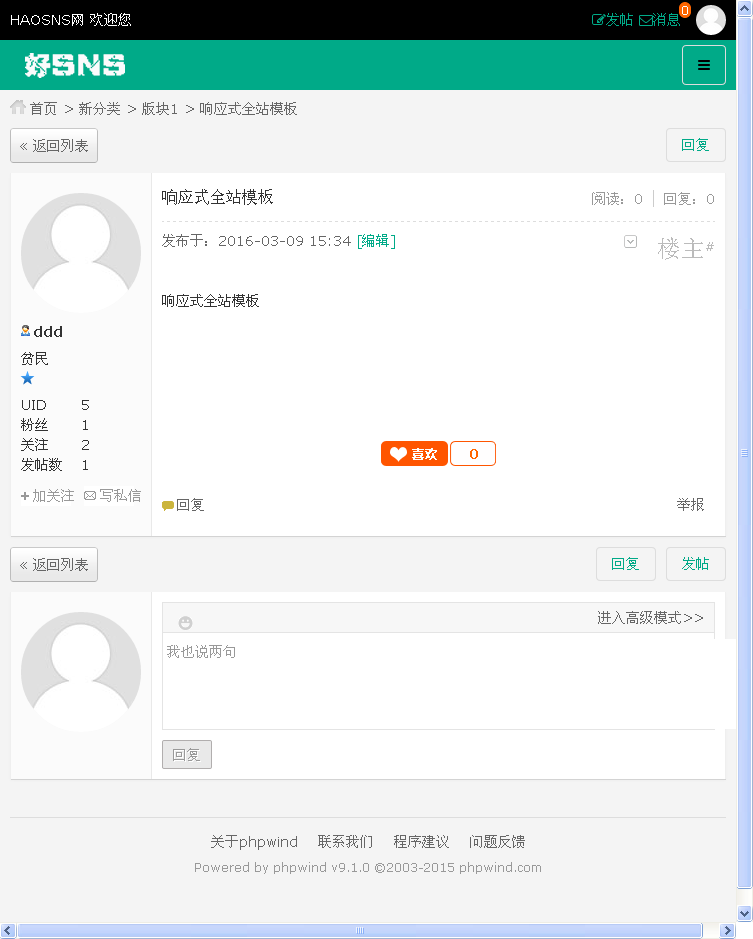 HAOSNS网 欢迎您 发帖 消息 0
好SNS
首页 > 新分类 > 版块1 > 响应式全站模板
« 返回列表 回复
响应式全站模板 阅读：0 回复：0
发布于：2016-03-09 15:34 [编辑] 楼主#
响应式全站模板
ddd
贫民
UID 5
粉丝 1
关注 2
发帖数 1
加关注 写私信
喜欢 0
回复 举报
« 返回列表 回复 发帖
进入高级模式>>
我也说两句
回复
关于phpwind 联系我们 程序建议 问题反馈
Powered by phpwind v9.1.0 ©2003-2015 phpwind.com